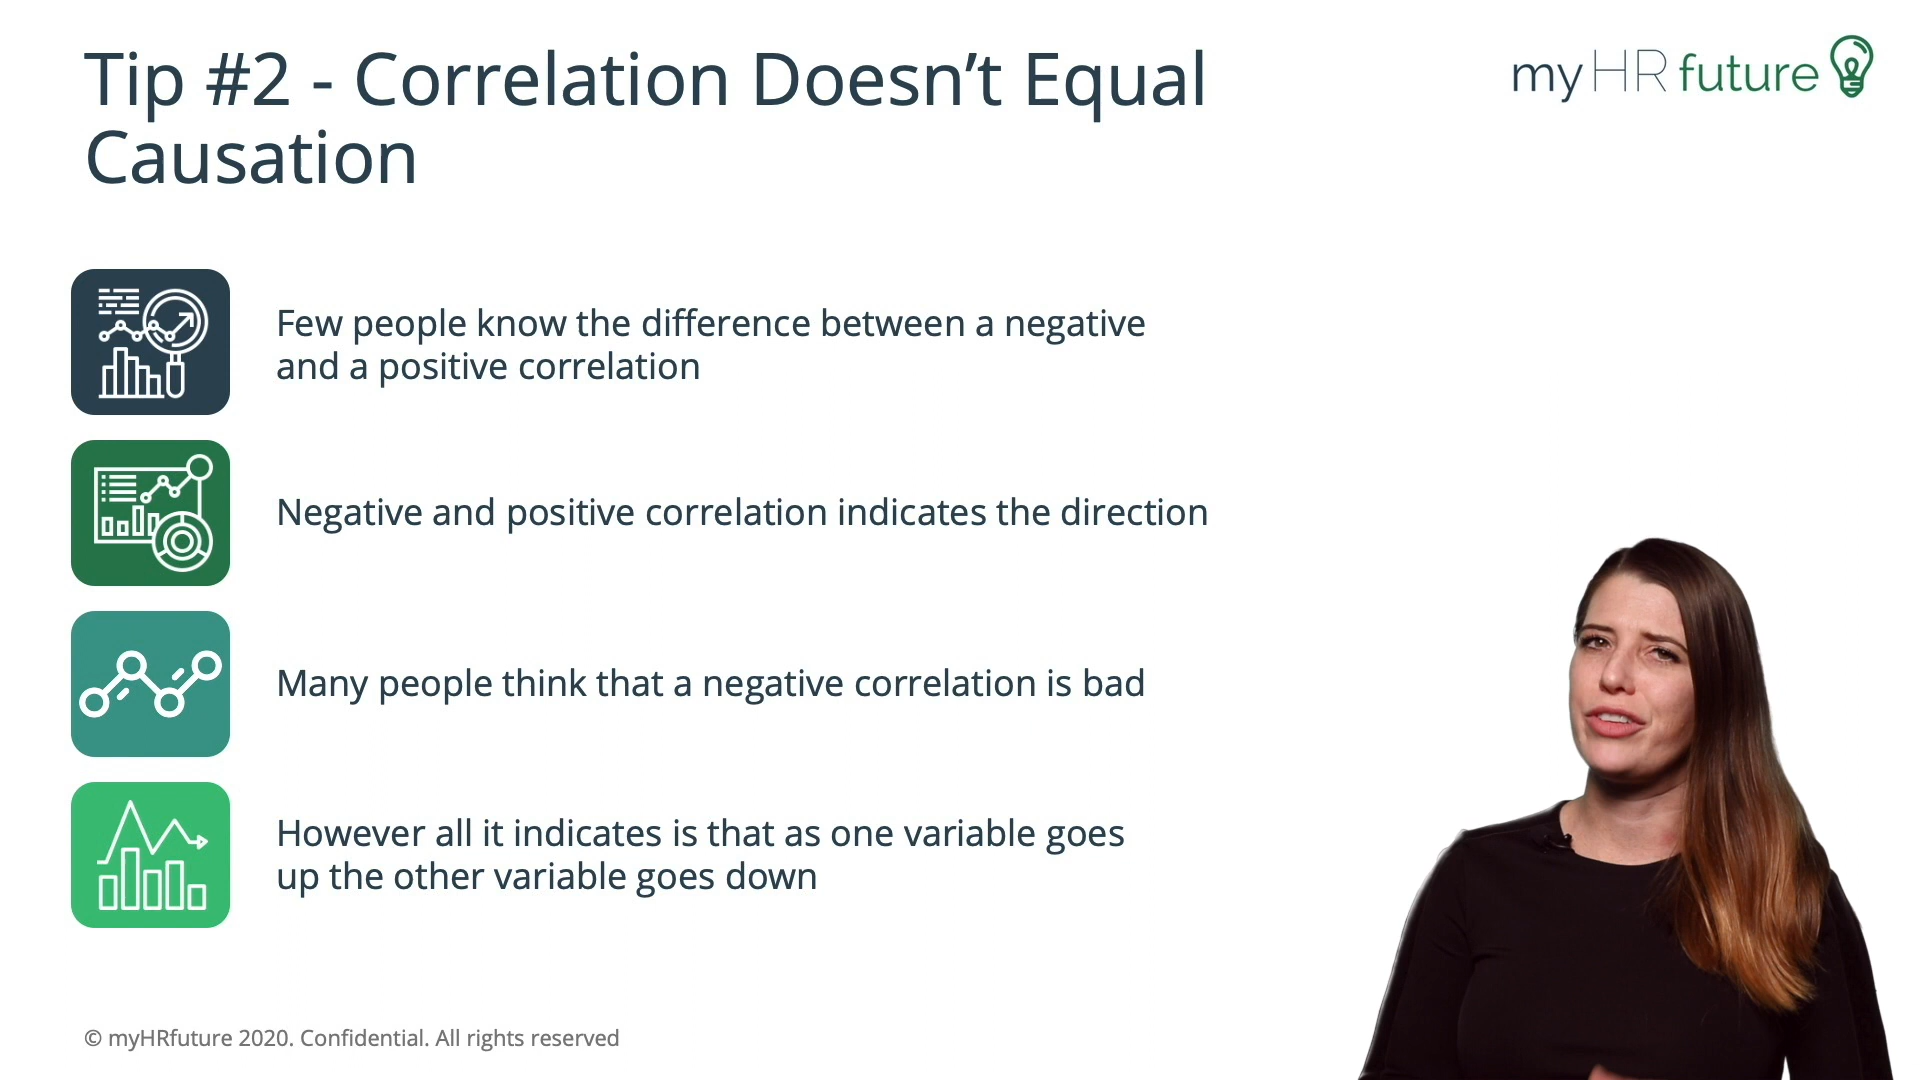 Tip #2 - Correlation Doesn’t Equal
Causation
my HR future
Few people know the difference between a negative
and a positive correlation
Negative and positive correlation indicates the direction
Many people think that a negative correlation is bad
However all it indicates is that as one variable goes
up the other variable goes down
© myHRfuture 2020. Confidential. All rights reserved